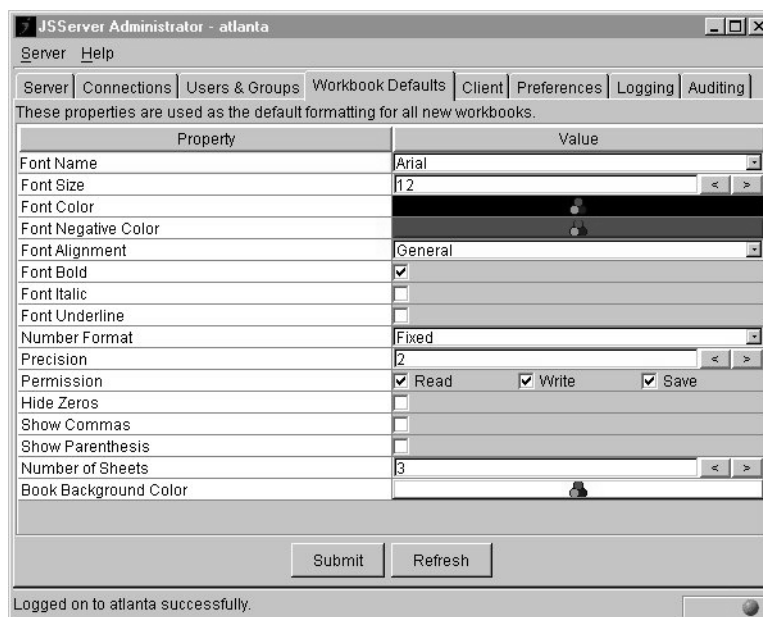 JSServer Administrator - atlanta
Server Help
Server Connections Users & Groups Workbook Defaults Client Preferences Logging Auditing
These properties are used as the default formatting for all new workbooks.
Property Value
Font Name Arial
Font Size 12 < >
Font Color
Font Negative Color
Font Alignment General
Font Bold
Font Italic
Font Underline
Number Format Fixed
Precision 2 < >
Permission Read Write Save
Hide Zeros
Show Commas
Show Parenthesis
Number of Sheets 3 < >
Book Background Color
Submit Refresh
Logged on to atlanta successfully.